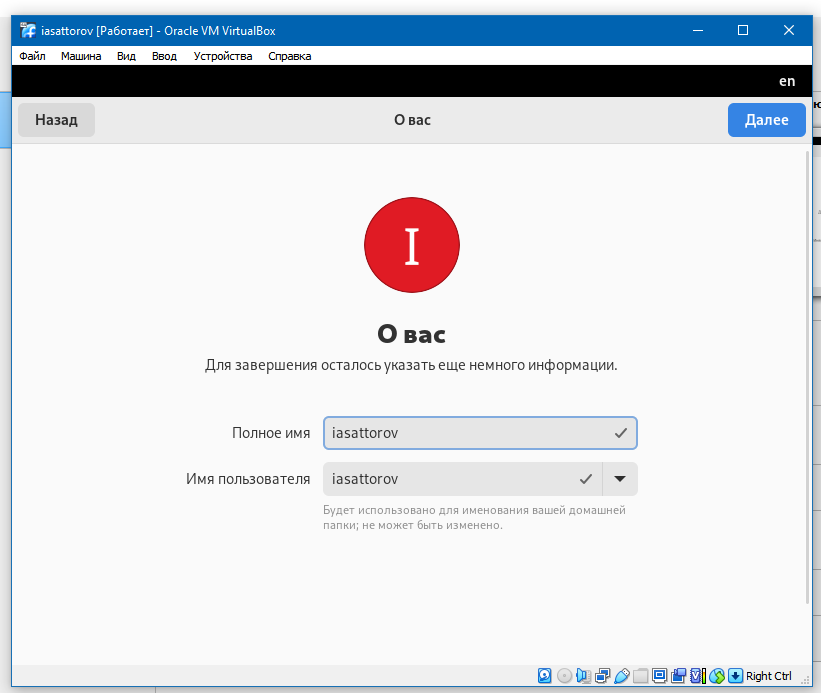 iasattorov [Работает] - Oracle VM VirtualBox
Файл Машина Вид Ввод Устройства Справка
en
Назад О вас Далее
I
О вас
Для завершения осталось указать еще немного информации.
Полное имя iasattorov
Имя пользователя iasattorov
Будет использовано для именования вашей домашней
папки; не может быть изменено.
Right Ctrl